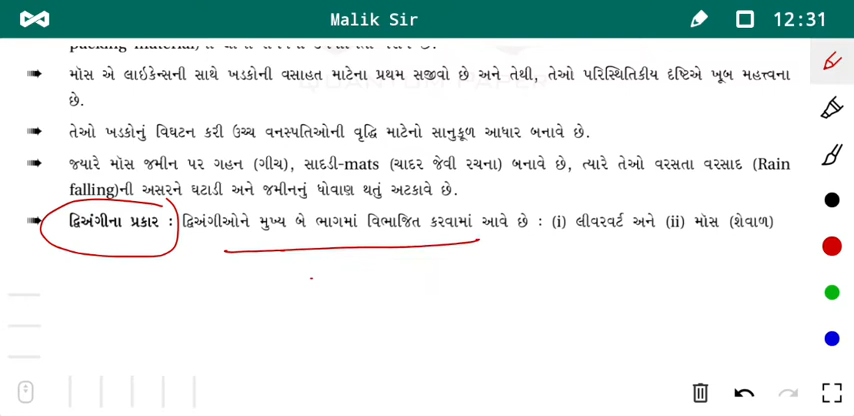 Malik Sir
12:31
packing material)
➠ મૉસ એ લાઇકેન્સની સાથે ખડકોની વસાહત માટેના પ્રથમ સજીવો છે અને તેથી, તેઓ પરિસ્થિતિકીય દૃષ્ટિએ ખૂબ મહત્ત્વના
છે.
➠ તેઓ ખડકોનું વિઘટન કરી ઉચ્ચ વનસ્પતિઓની વૃદ્ધિ માટેનો સાનુકૂળ આધાર બનાવે છે.
➠ જ્યારે મૉસ જમીન પર ગહન (ગીચ), સાદડી-mats (ચાદર જેવી રચના) બનાવે છે, ત્યારે તેઓ વરસતા વરસાદ (Rain
falling)ની અસરને ઘટાડી અને જમીનનું ધોવાણ થતું અટકાવે છે.
➠ દ્વિઅંગીના પ્રકાર : દ્વિઅંગીઓને મુખ્ય બે ભાગમાં વિભાજિત કરવામાં આવે છે : (i) લીવરવર્ટ અને (ii) મૉસ (શેવાળ)